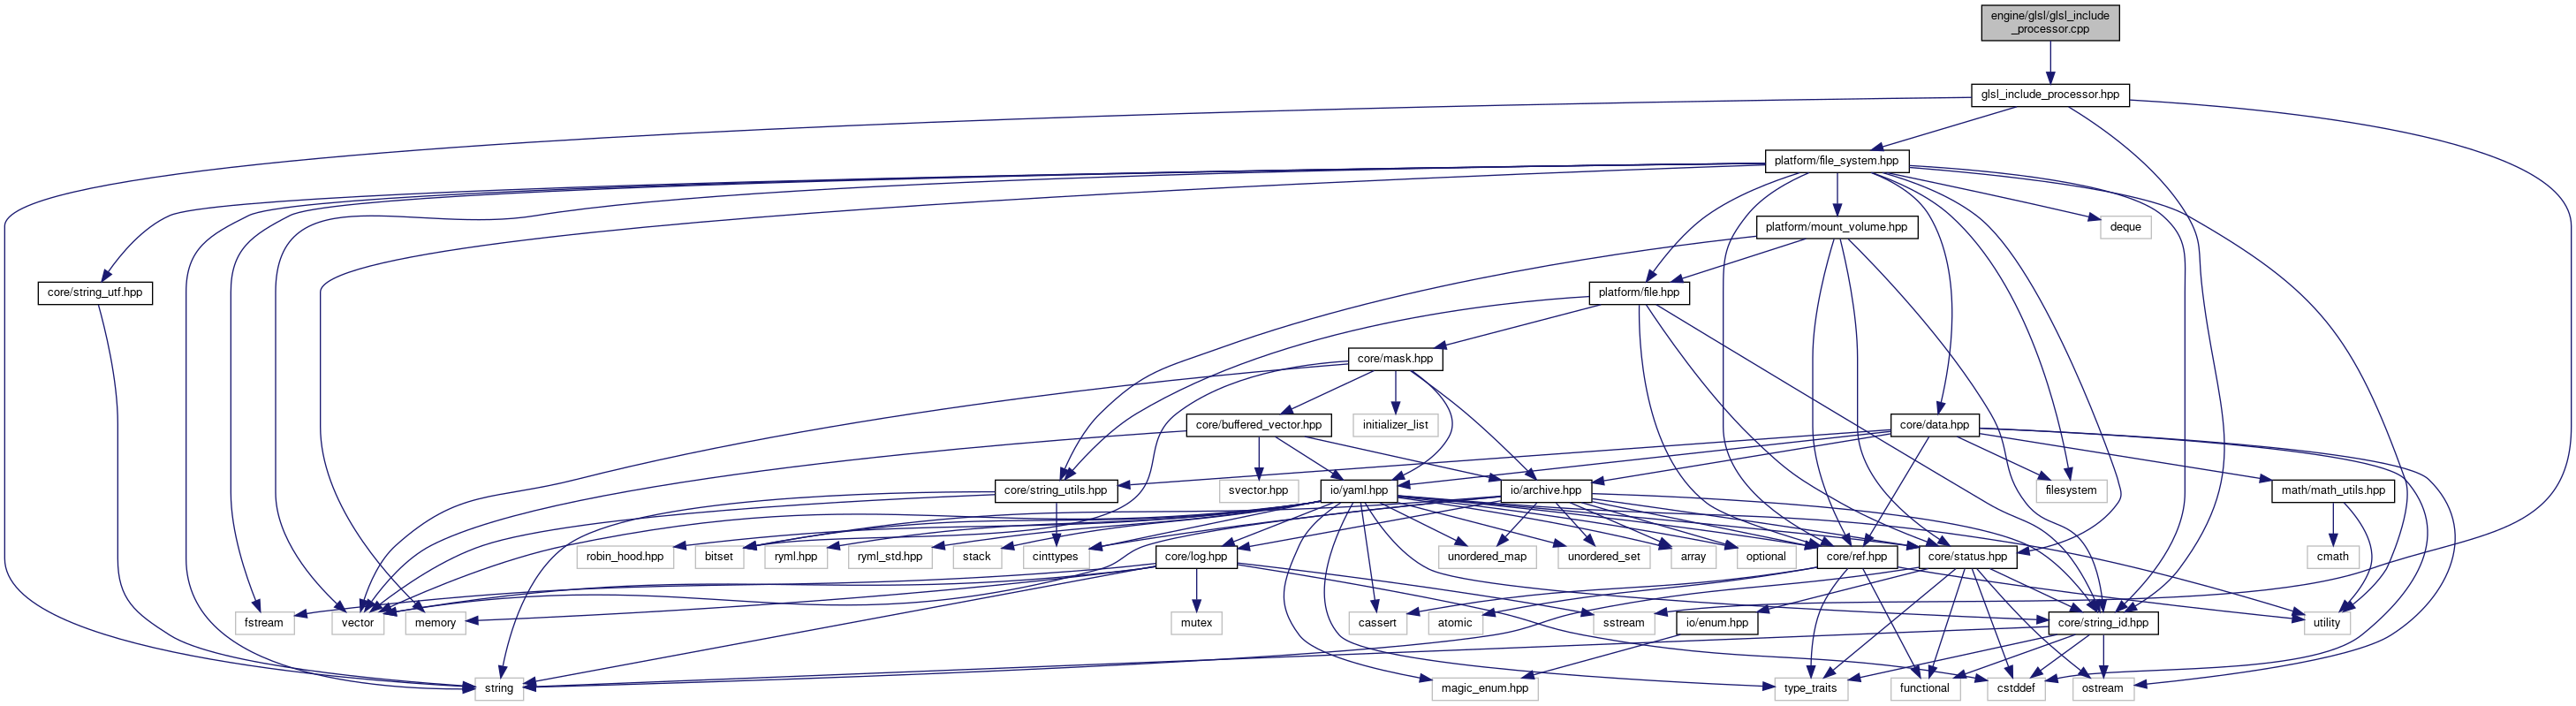 engine/glsl/glsl_include
_processor.cpp
glsl_include_processor.hpp
platform/file_system.hpp
platform/mount_volume.hpp
deque
core/string_utf.hpp
platform/file.hpp
core/mask.hpp
core/buffered_vector.hpp
initializer_list
core/data.hpp
core/string_utils.hpp
svector.hpp
io/yaml.hpp
io/archive.hpp
filesystem
math/math_utils.hpp
robin_hood.hpp
bitset
ryml.hpp
ryml_std.hpp
stack
cinttypes
core/log.hpp
unordered_map
unordered_set
array
optional
core/ref.hpp
core/status.hpp
cmath
fstream
vector
memory
mutex
cassert
atomic
sstream
io/enum.hpp
core/string_id.hpp
utility
string
magic_enum.hpp
type_traits
functional
cstddef
ostream